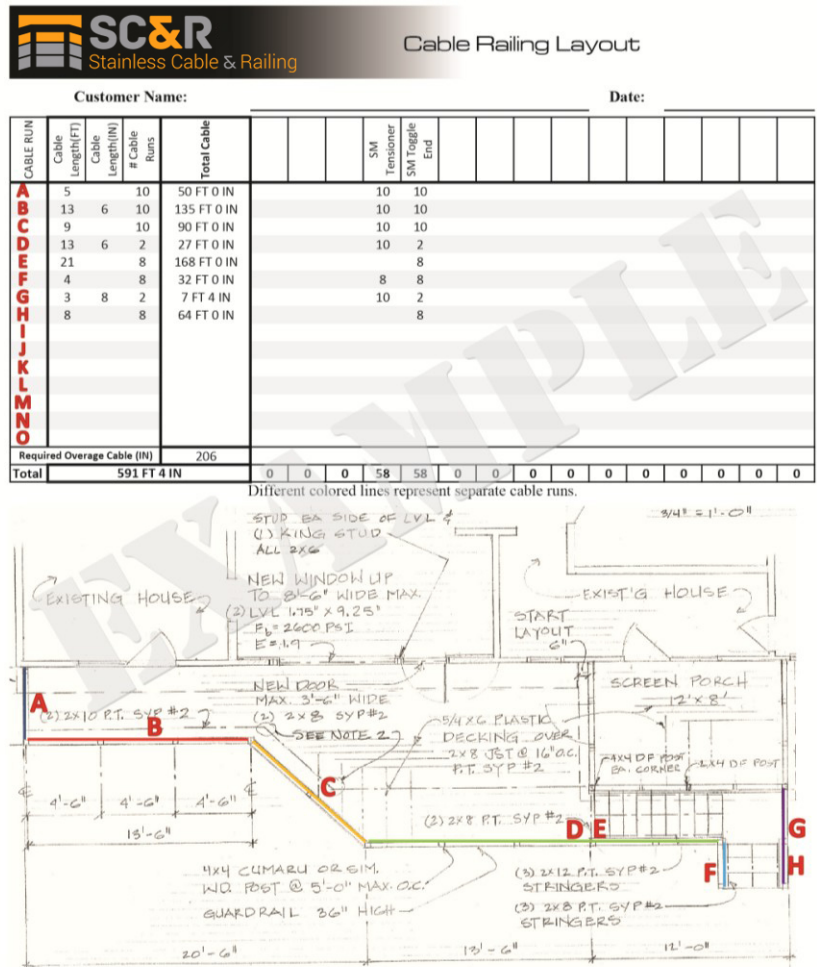 SC&R
Stainless Cable & Railing
Cable Railing Layout
Customer Name:
Date:
CABLE RUN
Cable Length(FT)
Cable Length(IN)
# Cable Runs
Total Cable
SM Tensioner
SM Toggle End
A 5 10 50 FT 0 IN 10 10
B 13 6 10 135 FT 0 IN 10 10
C 9 10 90 FT 0 IN 10 10
D 13 6 2 27 FT 0 IN 10 2
E 21 8 168 FT 0 IN 8
F 4 8 32 FT 0 IN 8 8
G 3 8 2 7 FT 4 IN 10 2
H 8 8 64 FT 0 IN 8
I
J
K
L
M
N
O
Required Overage Cable (IN) 206
Total 591 FT 4 IN 0 0 0 58 58 0 0 0 0 0 0 0 0 0 0
Different colored lines represent separate cable runs.
EXAMPLE
STUD EA SIDE OF LVL &
(1) KING STUD
ALL 2X6
3/4" = 1'-0"
EXISTING HOUSE
NEW WINDOW UP
TO 8'-6" WIDE MAX.
(2) LVL 1.75" X 9.25"
Fb = 2600 PSI
E = 1.9
EXIST'G HOUSE
START
LAYOUT
6"
NEW DOOR
MAX. 3'-6" WIDE
(2) 2X8 SYP #2
SEE NOTE 2
SCREEN PORCH
12' X 8'
A
(2) 2X10 P.T. SYP #2
B
5/4 X 6 PLASTIC
DECKING OVER
2X8 JST @ 16" O.C.
P.T. SYP #2
4X4 DF POST
EA. CORNER
2X4 DF POST
C
4'-6"
4'-6"
4'-6"
13'-6"
(2) 2X8 P.T. SYP #2
D
E
G
F
H
4X4 CUMARU OR SIM.
WD. POST @ 5'-0" MAX. O.C.
GUARDRAIL 36" HIGH
(3) 2X12 P.T. SYP #2
STRINGERS
(3) 2X8 P.T. SYP #2
STRINGERS
20'-6"
13'-6"
12'-0"